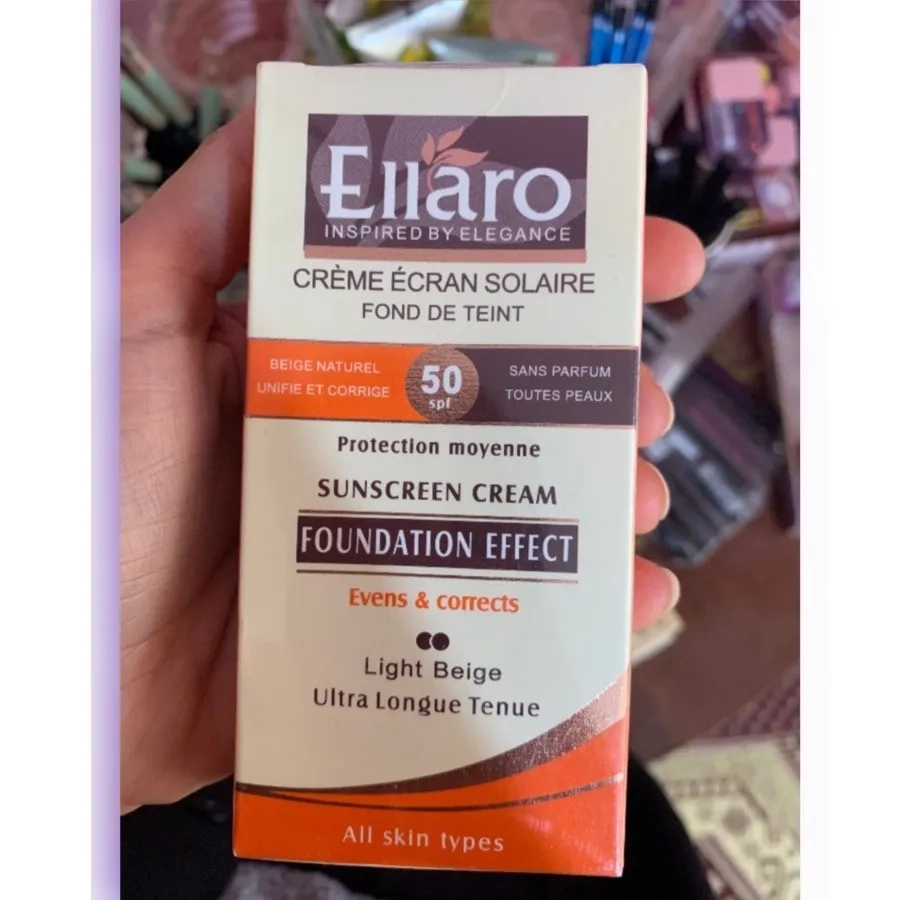 Ellaro
INSPIRED BY ELEGANCE
CRÈME ÉCRAN SOLAIRE
FOND DE TEINT
BEIGE NATUREL
UNIFIE ET CORRIGE
50
spf
SANS PARFUM
TOUTES PEAUX
Protection moyenne
SUNSCREEN CREAM
FOUNDATION EFFECT
Evens & corrects
Light Beige
Ultra Longue Tenue
All skin types